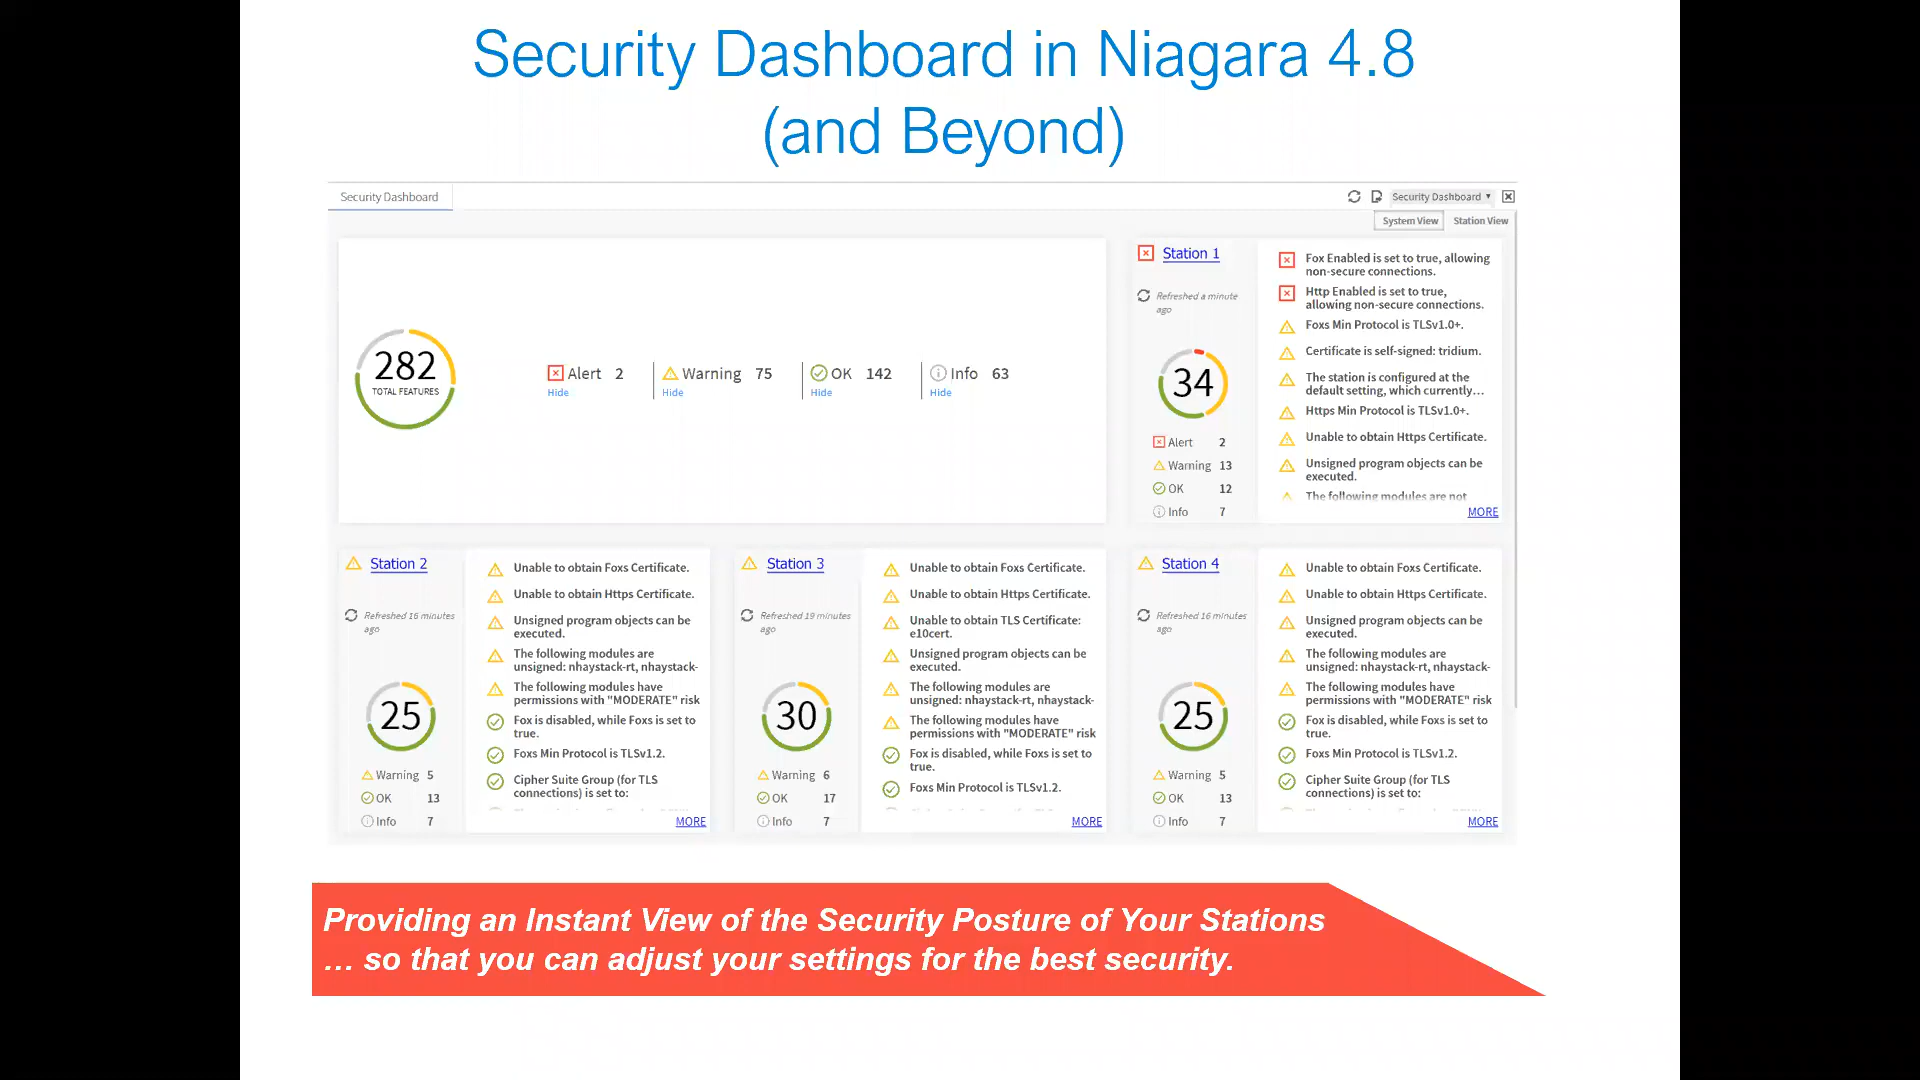 Security Dashboard in Niagara 4.8
(and Beyond)
Security Dashboard
Security Dashboard
System View
Station View
282
TOTAL FEATURES
Alert 2
Hide
Warning 75
Hide
OK 142
Hide
Info 63
Hide
Station 1
Refreshed a minute
ago
34
Alert 2
Warning 13
OK 12
Info 7
Fox Enabled is set to true, allowing
non-secure connections.
Http Enabled is set to true,
allowing non-secure connections.
Foxs Min Protocol is TLSv1.0+.
Certificate is self-signed: tridium.
The station is configured at the
default setting, which currently...
Https Min Protocol is TLSv1.0+.
Unable to obtain Https Certificate.
Unsigned program objects can be
executed.
The following modules are not
MORE
Station 2
Refreshed 16 minutes
ago
25
Warning 5
OK 13
Info 7
Unable to obtain Foxs Certificate.
Unable to obtain Https Certificate.
Unsigned program objects can be
executed.
The following modules are
unsigned: nhaystack-rt, nhaystack-
The following modules have
permissions with "MODERATE" risk
Fox is disabled, while Foxs is set to
true.
Foxs Min Protocol is TLSv1.2.
Cipher Suite Group (for TLS
connections) is set to:
MORE
Station 3
Refreshed 19 minutes
ago
30
Warning 6
OK 17
Info 7
Unable to obtain Foxs Certificate.
Unable to obtain Https Certificate.
Unable to obtain TLS Certificate:
e10cert.
Unsigned program objects can be
executed.
The following modules are
unsigned: nhaystack-rt, nhaystack-
The following modules have
permissions with "MODERATE" risk
Fox is disabled, while Foxs is set to
true.
Foxs Min Protocol is TLSv1.2.
MORE
Station 4
Refreshed 16 minutes
ago
25
Warning 5
OK 13
Info 7
Unable to obtain Foxs Certificate.
Unable to obtain Https Certificate.
Unsigned program objects can be
executed.
The following modules are
unsigned: nhaystack-rt, nhaystack-
The following modules have
permissions with "MODERATE" risk
Fox is disabled, while Foxs is set to
true.
Foxs Min Protocol is TLSv1.2.
Cipher Suite Group (for TLS
connections) is set to:
MORE
Providing an Instant View of the Security Posture of Your Stations
… so that you can adjust your settings for the best security.